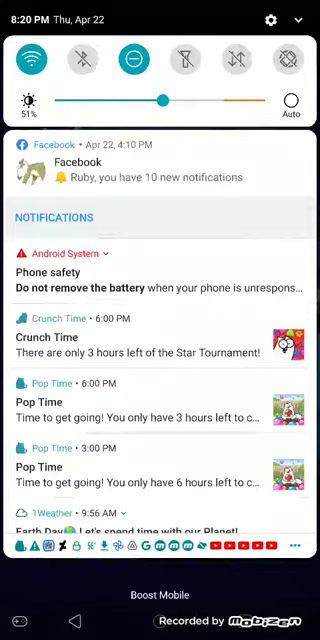 8:20 PM Thu, Apr 22
51%
Auto
Facebook • Apr 22, 4:10 PM
Facebook
🔔 Ruby, you have 10 new notifications
NOTIFICATIONS
Android System
Phone safety
Do not remove the battery when your phone is unrespons...
Crunch Time • 6:00 PM
Crunch Time
There are only 3 hours left of the Star Tournament!
Pop Time • 6:00 PM
Pop Time
Time to get going! You only have 3 hours left to c...
Pop Time • 3:00 PM
Pop Time
Time to get going! You only have 6 hours left to c...
1Weather • 9:56 AM
Earth Day🌎 Let's spend time with our Planet!
56°
Boost Mobile
Recorded by Mobizen